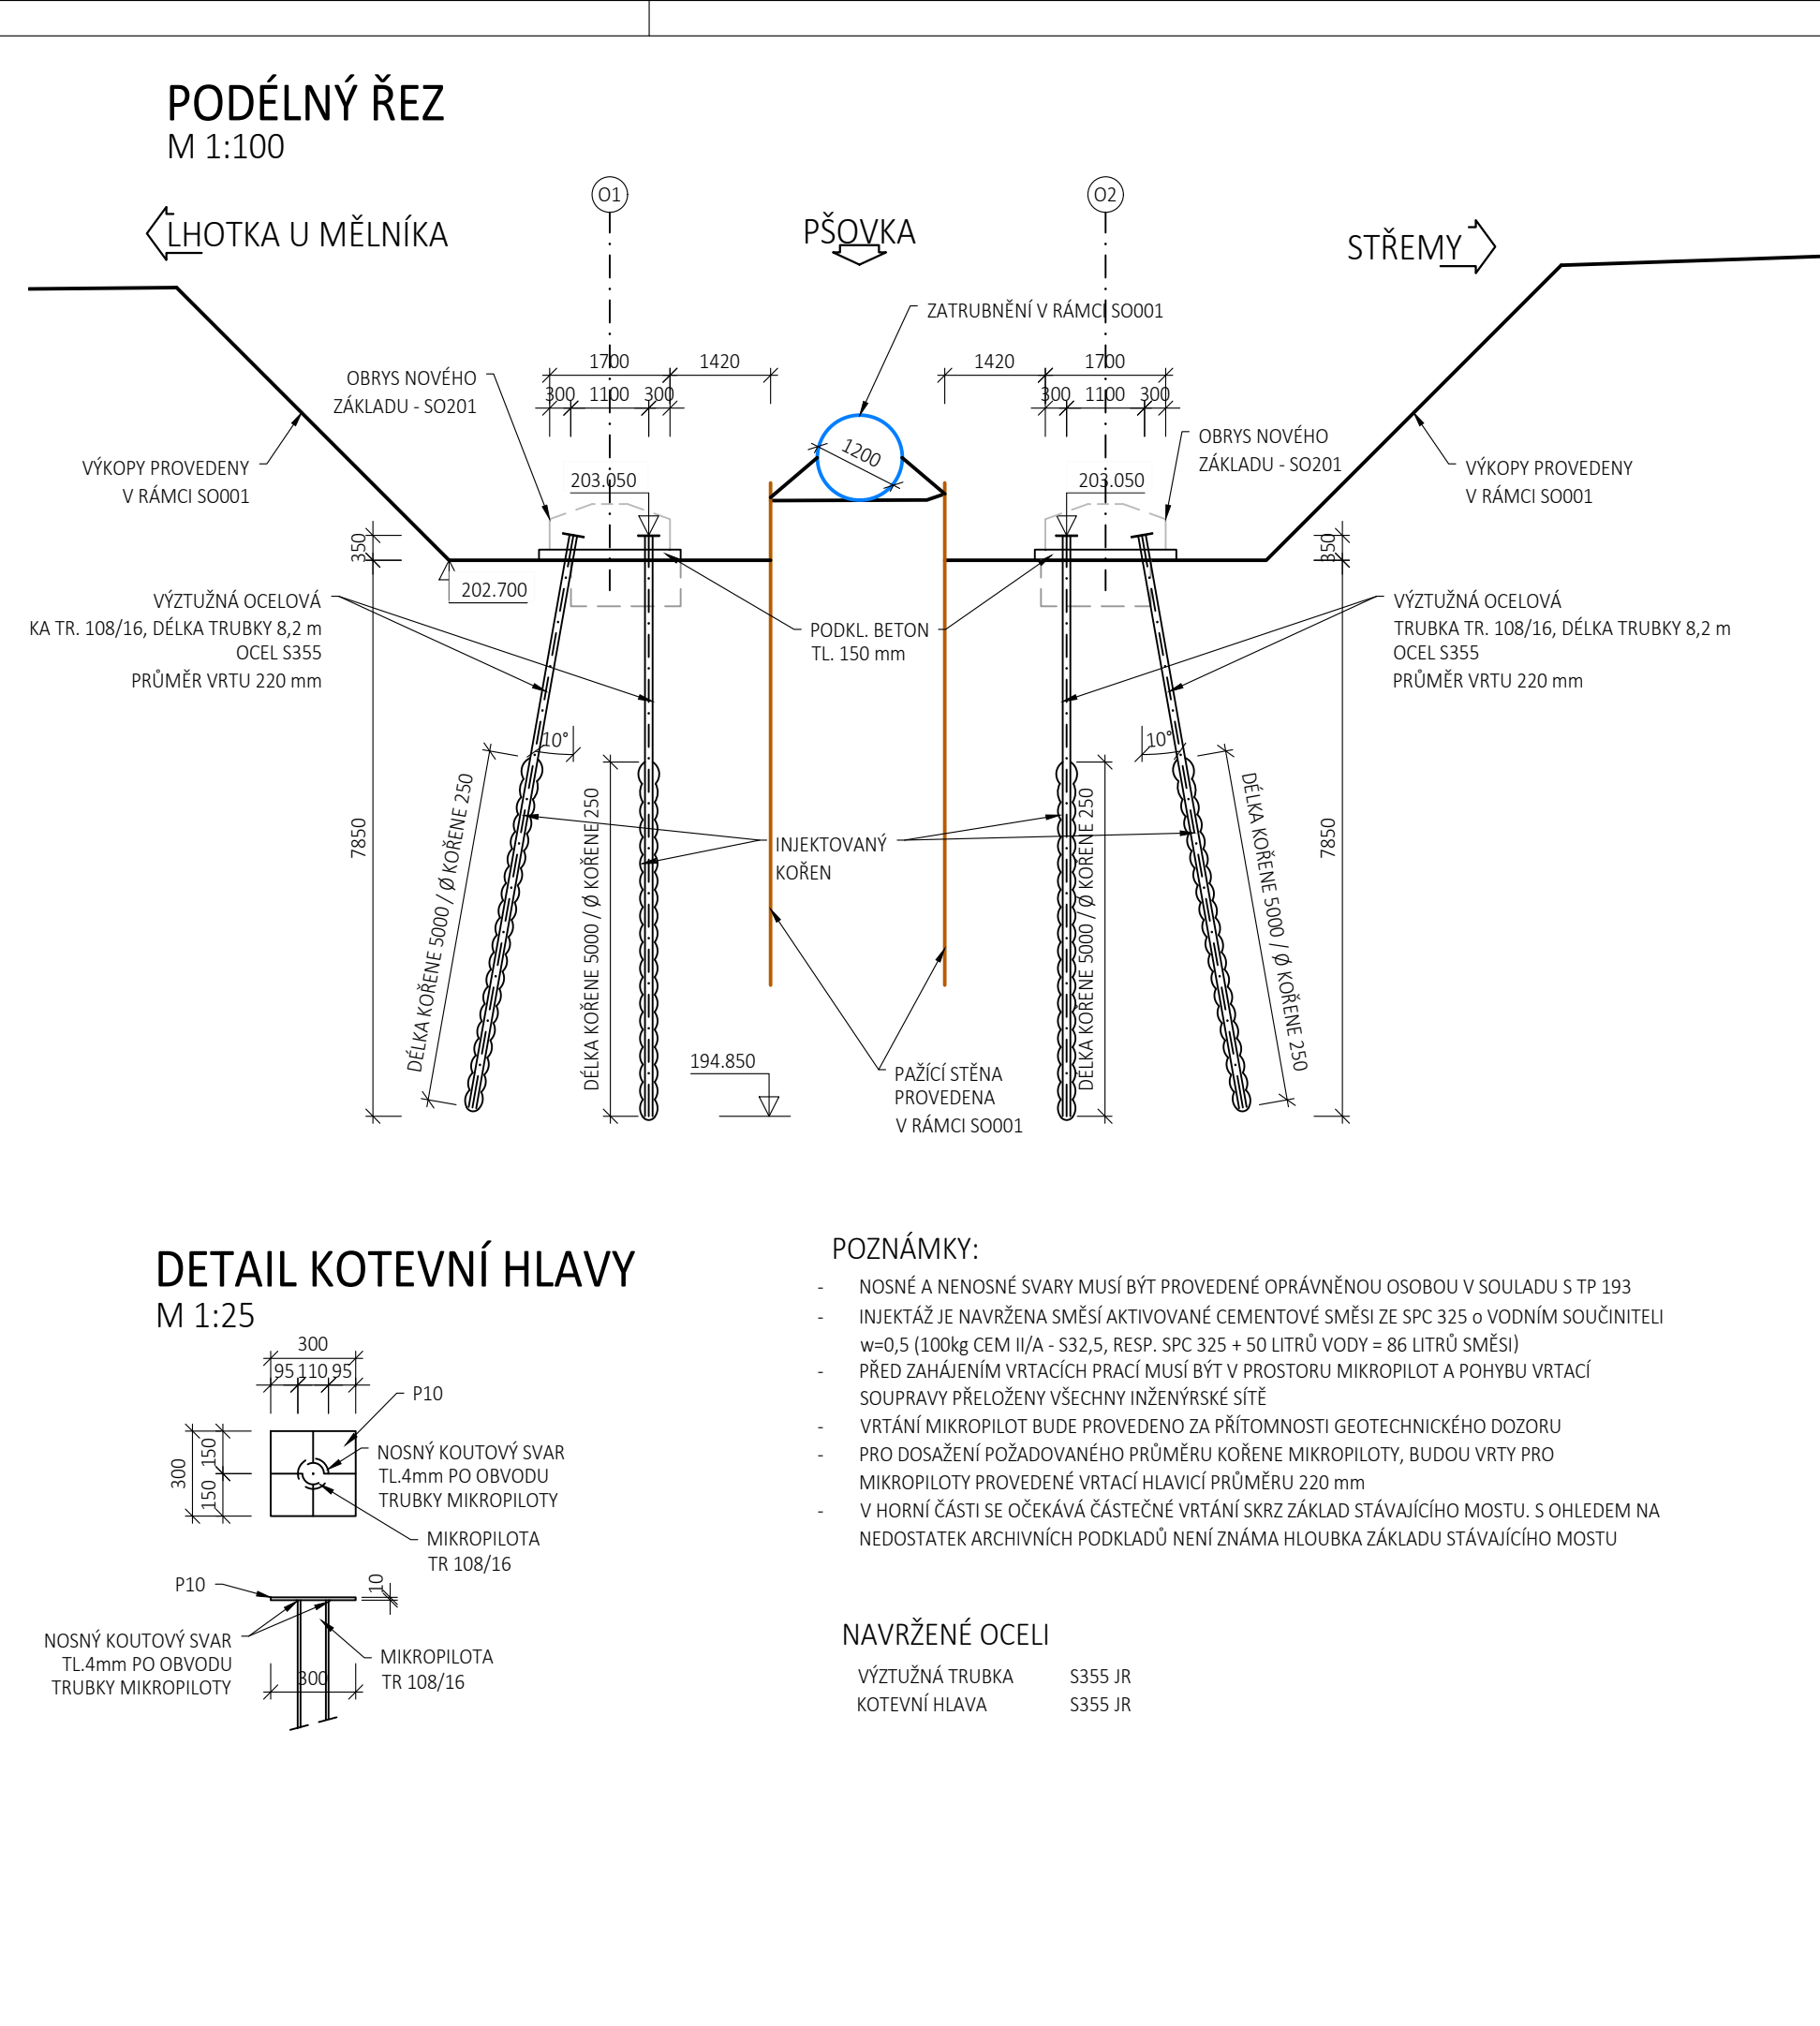 PODÉLNÝ ŘEZ
M 1:100
O1
O2
LHOTKA U MĚLNÍKA
PŠOVKA
STŘEMY
ZATRUBNĚNÍ V RÁMCI SO001
1700
1420
1420
1700
300
1100
300
300
1100
300
OBRYS NOVÉHO
ZÁKLADU - SO201
OBRYS NOVÉHO
ZÁKLADU - SO201
1200
VÝKOPY PROVEDENY
V RÁMCI SO001
VÝKOPY PROVEDENY
V RÁMCI SO001
203.050
203.050
350
350
202.700
VÝZTUŽNÁ OCELOVÁ
KA TR. 108/16, DÉLKA TRUBKY 8,2 m
OCEL S355
PRŮMĚR VRTU 220 mm
PODKL. BETON
TL. 150 mm
VÝZTUŽNÁ OCELOVÁ
TRUBKA TR. 108/16, DÉLKA TRUBKY 8,2 m
OCEL S355
PRŮMĚR VRTU 220 mm
10°
10°
7850
DÉLKA KOŘENE 5000 / Ø KOŘENE 250
DÉLKA KOŘENE 5000 / Ø KOŘENE 250
INJEKTOVANÝ
KOŘEN
DÉLKA KOŘENE 5000 / Ø KOŘENE 250
DÉLKA KOŘENE 5000 / Ø KOŘENE 250
7850
194.850
PAŽÍCÍ STĚNA
PROVEDENA
V RÁMCI SO001
DETAIL KOTEVNÍ HLAVY
M 1:25
300
95
110
95
P10
300
150
150
NOSNÝ KOUTOVÝ SVAR
TL.4mm PO OBVODU
TRUBKY MIKROPILOTY
MIKROPILOTA
TR 108/16
P10
10
NOSNÝ KOUTOVÝ SVAR
TL.4mm PO OBVODU
TRUBKY MIKROPILOTY
300
MIKROPILOTA
TR 108/16
POZNÁMKY:
- NOSNÉ A NENOSNÉ SVARY MUSÍ BÝT PROVEDENÉ OPRÁVNĚNOU OSOBOU V SOULADU S TP 193
- INJEKTÁŽ JE NAVRŽENA SMĚSÍ AKTIVOVANÉ CEMENTOVÉ SMĚSI ZE SPC 325 o VODNÍM SOUČINITELI
w=0,5 (100kg CEM II/A - S32,5, RESP. SPC 325 + 50 LITRŮ VODY = 86 LITRŮ SMĚSI)
- PŘED ZAHÁJENÍM VRTACÍCH PRACÍ MUSÍ BÝT V PROSTORU MIKROPILOT A POHYBU VRTACÍ
SOUPRAVY PŘELOŽENY VŠECHNY INŽENÝRSKÉ SÍTĚ
- VRTÁNÍ MIKROPILOT BUDE PROVEDENO ZA PŘÍTOMNOSTI GEOTECHNICKÉHO DOZORU
- PRO DOSAŽENÍ POŽADOVANÉHO PRŮMĚRU KOŘENE MIKROPILOTY, BUDOU VRTY PRO
MIKROPILOTY PROVEDENÉ VRTACÍ HLAVICÍ PRŮMĚRU 220 mm
- V HORNÍ ČÁSTI SE OČEKÁVÁ ČÁSTEČNÉ VRTÁNÍ SKRZ ZÁKLAD STÁVAJÍCÍHO MOSTU. S OHLEDEM NA
NEDOSTATEK ARCHIVNÍCH PODKLADŮ NENÍ ZNÁMA HLOUBKA ZÁKLADU STÁVAJÍCÍHO MOSTU
NAVRŽENÉ OCELI
VÝZTUŽNÁ TRUBKA S355 JR
KOTEVNÍ HLAVA S355 JR